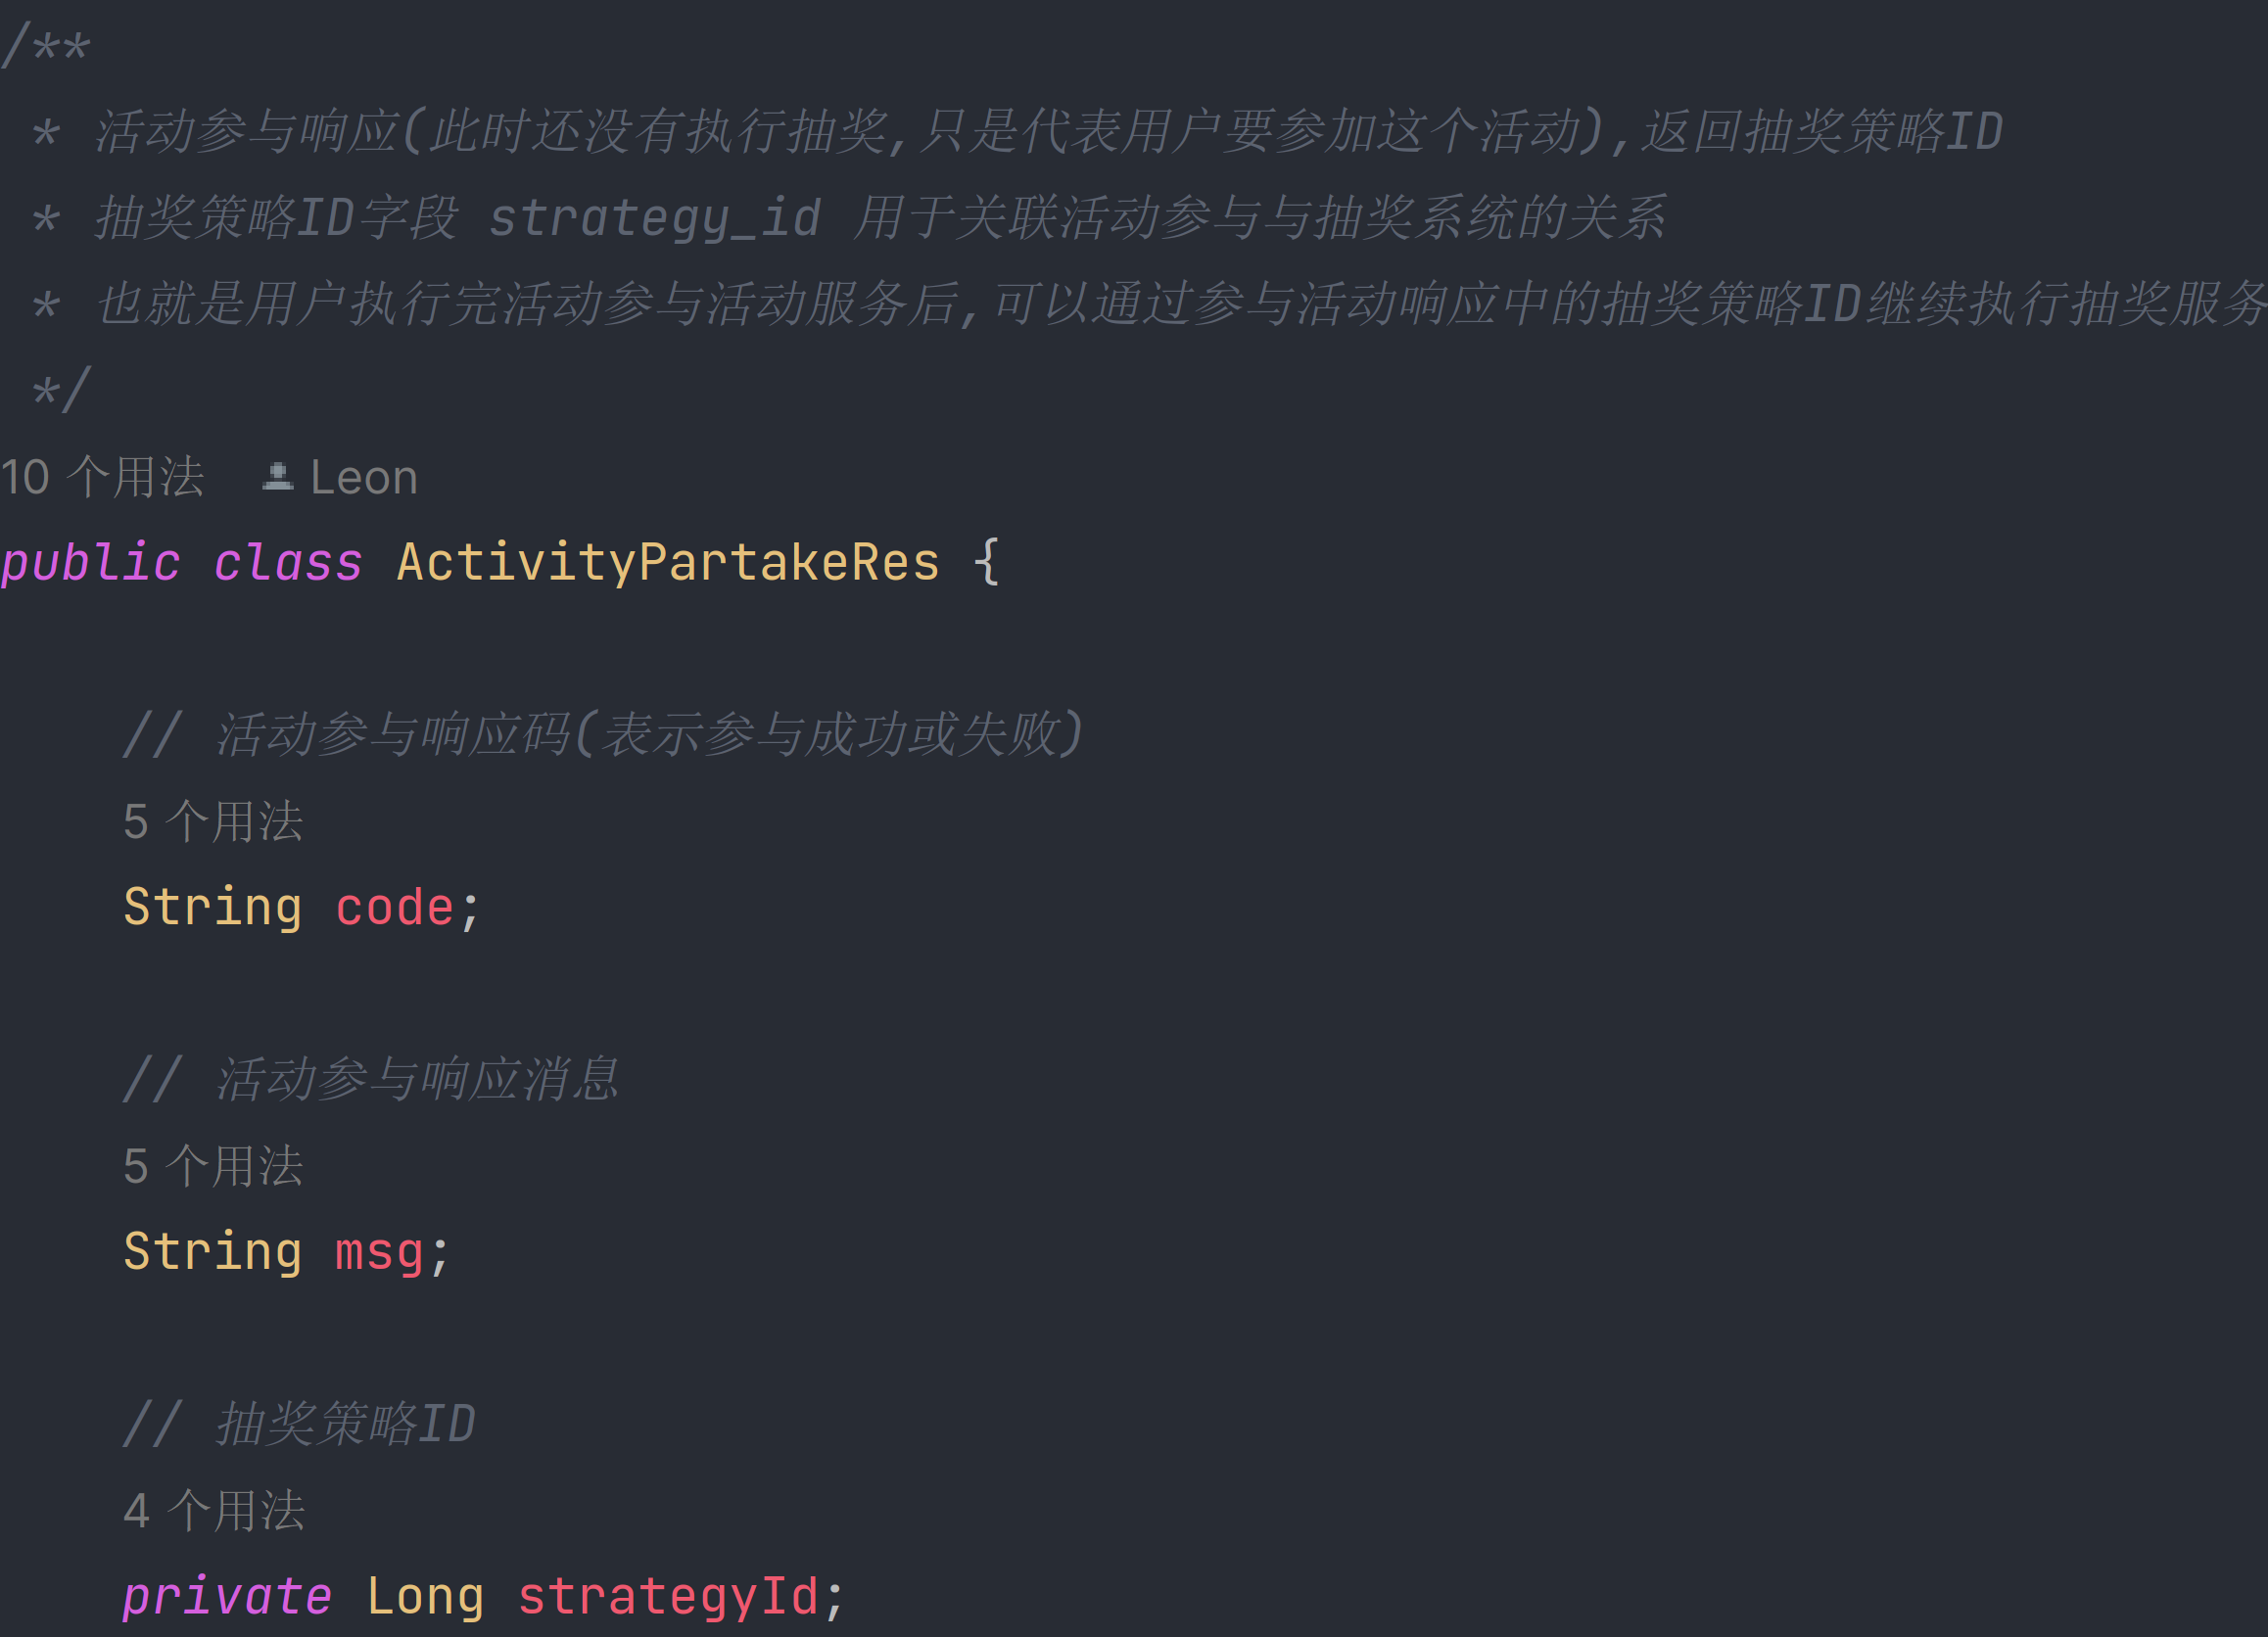 /**
 * 活动参与响应(此时还没有执行抽奖,只是代表用户要参加这个活动),返回抽奖策略ID
 * 抽奖策略ID字段 strategy_id 用于关联活动参与与抽奖系统的关系
 * 也就是用户执行完活动参与活动服务后,可以通过参与活动响应中的抽奖策略ID继续执行抽奖服务
 */
10 个用法 Leon
public class ActivityPartakeRes {
// 活动参与响应码(表示参与成功或失败)
5 个用法
String code;
// 活动参与响应消息
5 个用法
String msg;
// 抽奖策略ID
4 个用法
private Long strategyId;